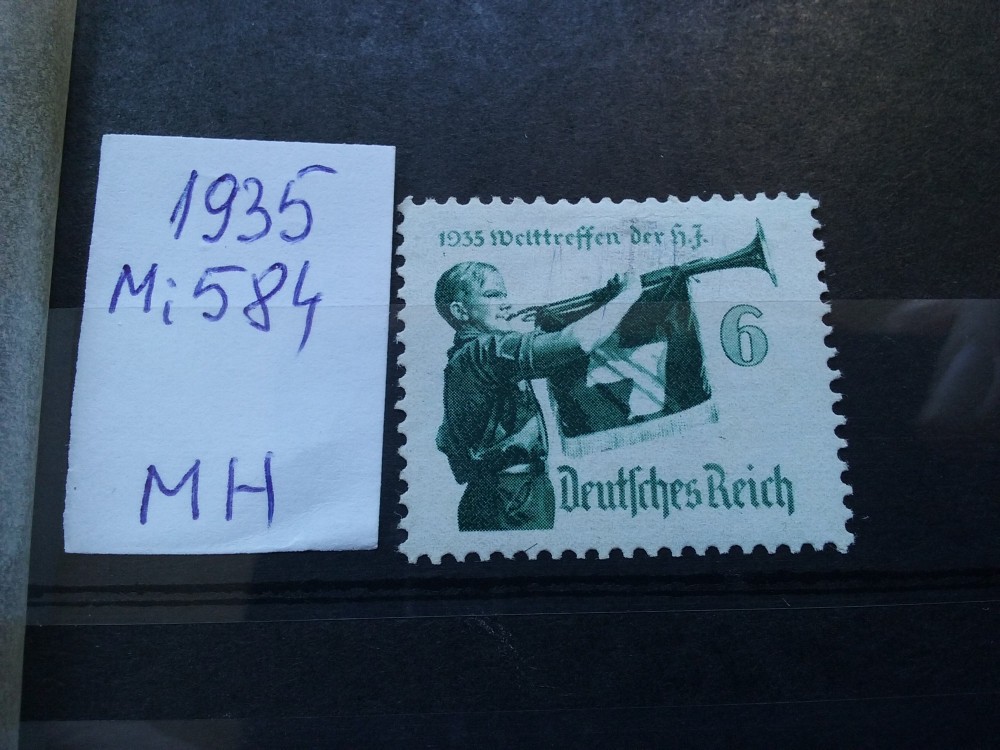 1935
Mi 584
MH
1935 Welttreffen der H.J.
6
Deutsches Reich